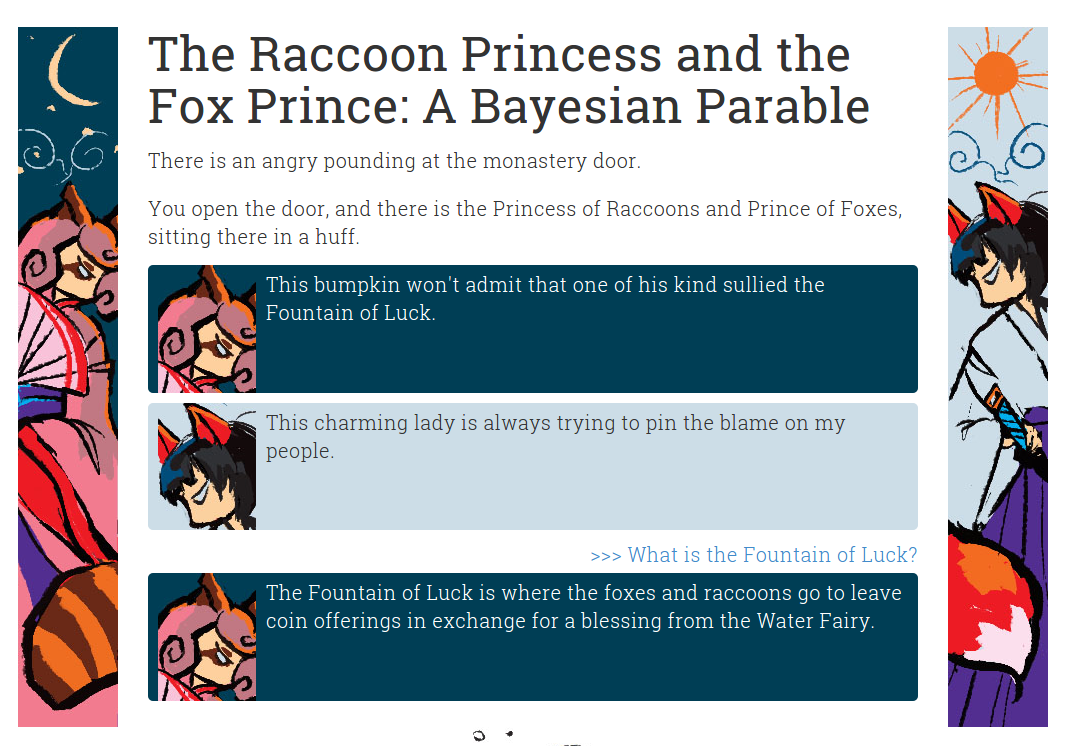 The Raccoon Princess and the
Fox Prince: A Bayesian Parable
There is an angry pounding at the monastery door.
You open the door, and there is the Princess of Raccoons and Prince of Foxes,
sitting there in a huff.
This bumpkin won't admit that one of his kind sullied the
Fountain of Luck.
This charming lady is always trying to pin the blame on my
people.
>>> What is the Fountain of Luck?
The Fountain of Luck is where the foxes and raccoons go to leave
coin offerings in exchange for a blessing from the Water Fairy.